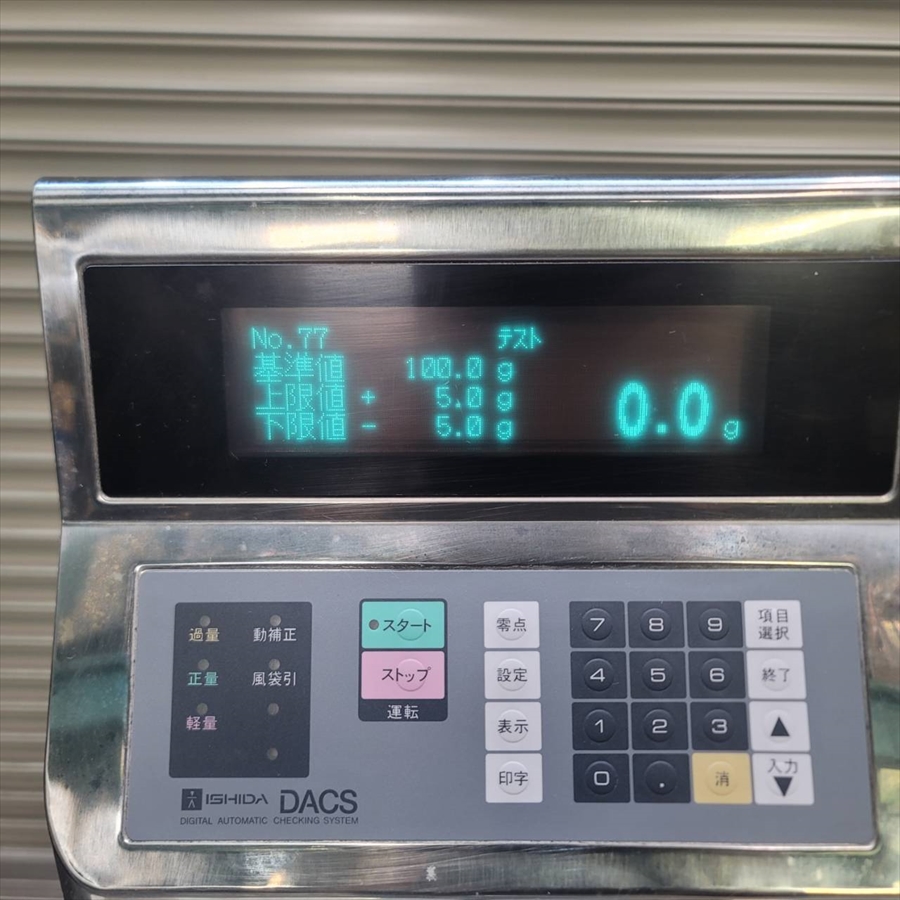 No.77 テスト
基準値 100.0 g
上限値 + 5.0 g
下限値 - 5.0 g
0.0 g
過量 動補正
正量 風袋引
軽量
スタート
ストップ
運転
零点
設定
表示
印字
7 8 9 項目選択
4 5 6 終了
1 2 3 ▲
0 . 消 入力▼
ISHIDA DACS
DIGITAL AUTOMATIC CHECKING SYSTEM